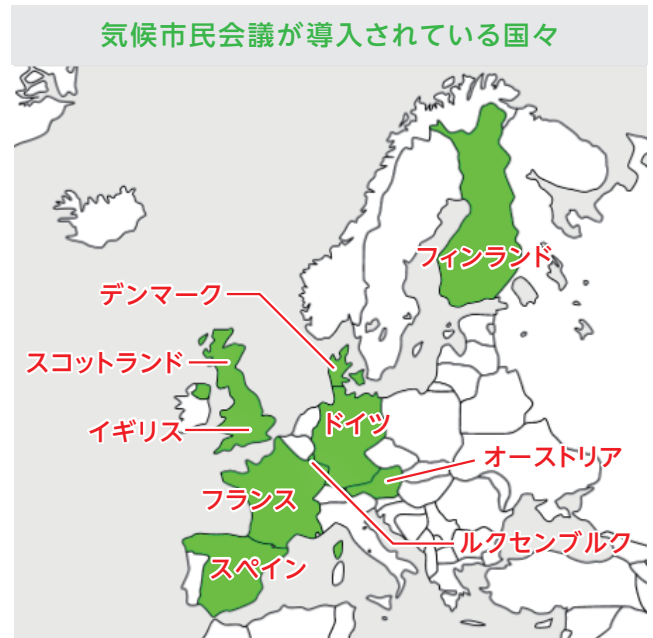 気候市民会議が導入されている国々
フィンランド
デンマーク
スコットランド
イギリス
ドイツ
オーストリア
フランス
ルクセンブルク
スペイン